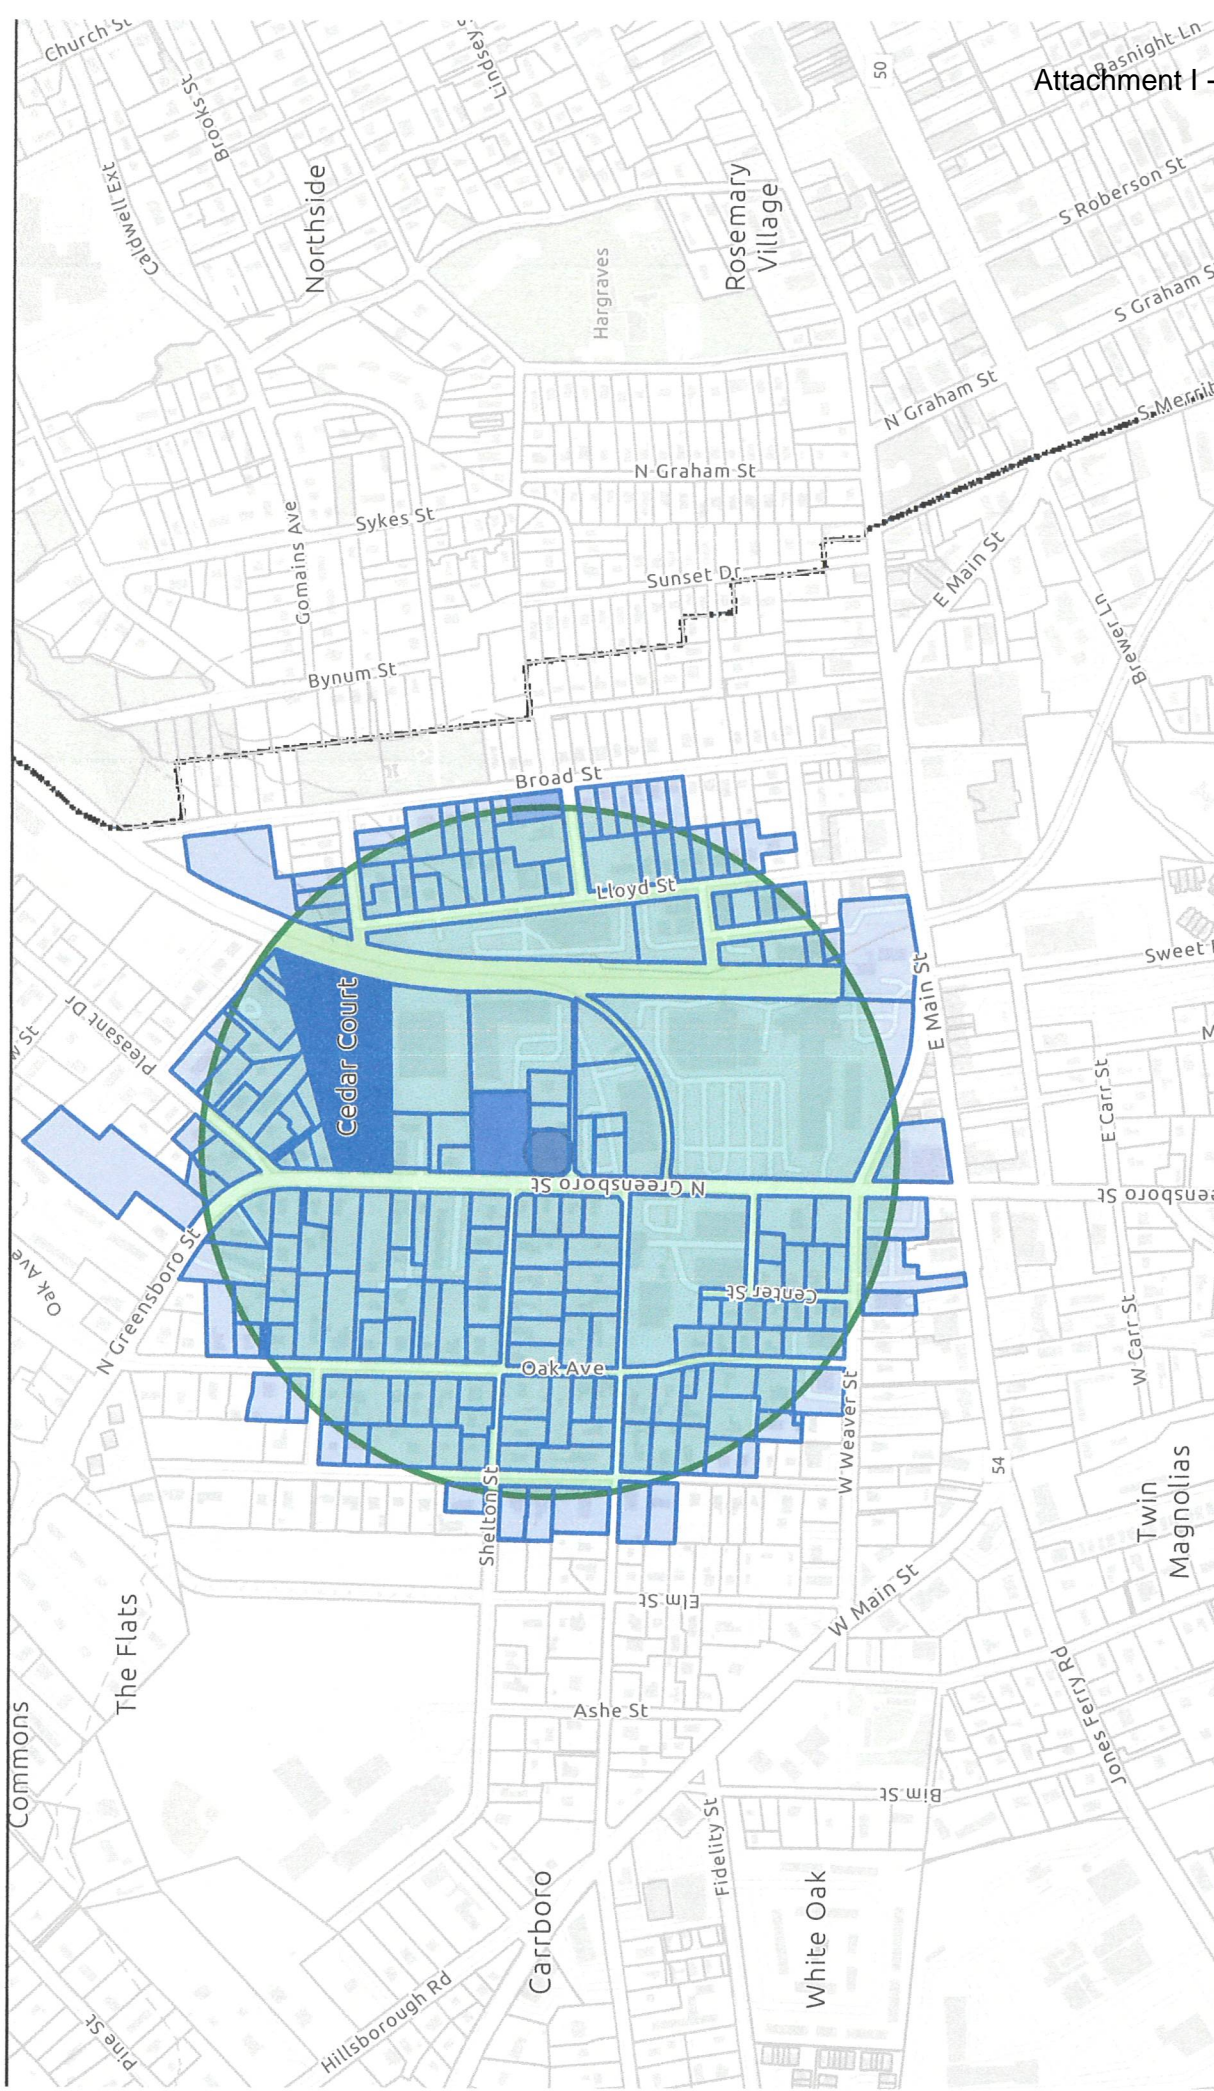 Church St
Brooks St
Lindsey S
50
Basnight Ln
Attachment I -
Caldwell Ext
Northside
Rosemary
Village
S Roberson St
Hargraves
S Graham S
N Graham St
S Merrit
N Graham St
Gomains Ave
Sykes St
Sunset Dr
E Main St
Brewer Ln
Bynum St
Broad St
Lloyd St
Pleasant Dr
w St
Cedar Court
E Main St
Sweet
M
E Carr St
N Greensboro St
eensboro St
Oak Ave
N Greensboro St
Center St
W Carr St
Oak Ave
W Weaver St
54
Twin
Magnolias
Shelton St
Elm St
W Main St
The Flats
Commons
Ashe St
Jones Ferry Rd
Bim St
Fidelity St
Carrboro
White Oak
Hillsborough Rd
Pine St